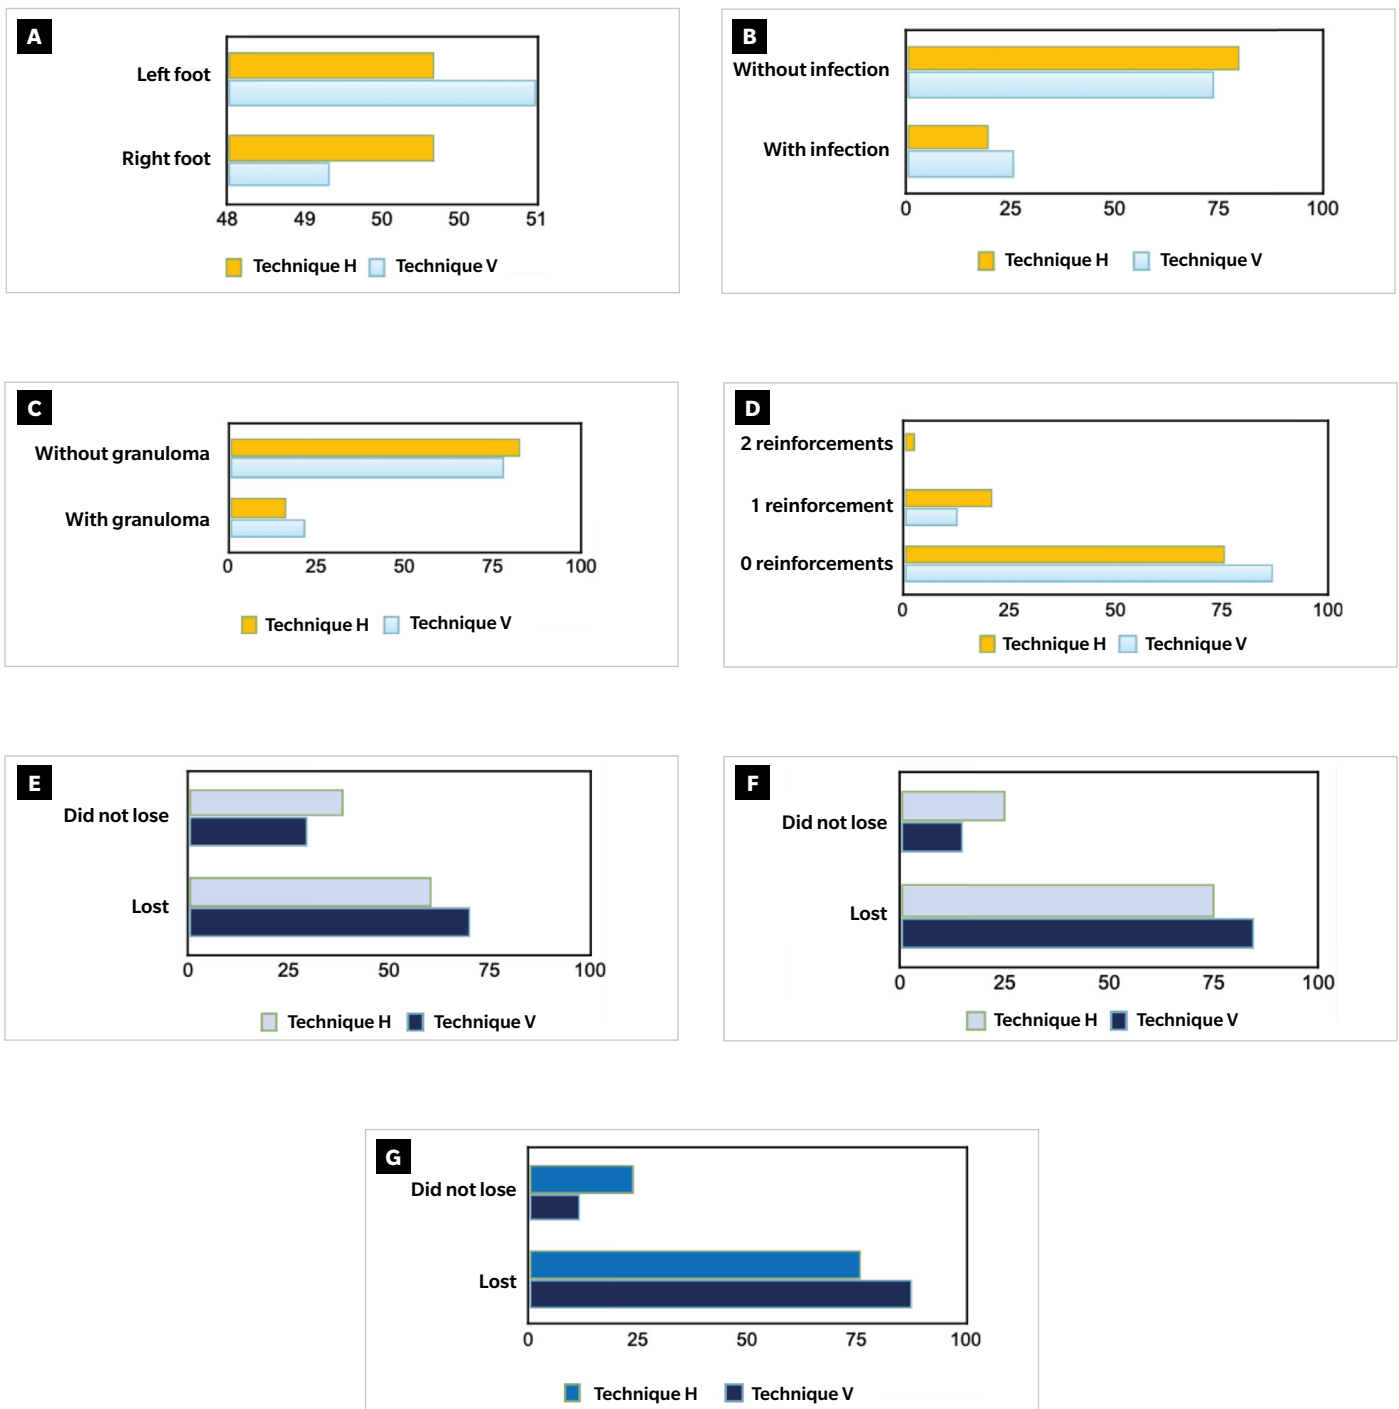 A
Left foot
Right foot
48 49 50 50 51
Technique H Technique V
B
Without infection
With infection
0 25 50 75 100
Technique H Technique V
C
Without granuloma
With granuloma
0 25 50 75 100
Technique H Technique V
D
2 reinforcements
1 reinforcement
0 reinforcements
0 25 50 75 100
Technique H Technique V
E
Did not lose
Lost
0 25 50 75 100
Technique H Technique V
F
Did not lose
Lost
0 25 50 75 100
Technique H Technique V
G
Did not lose
Lost
0 25 50 75 100
Technique H Technique V